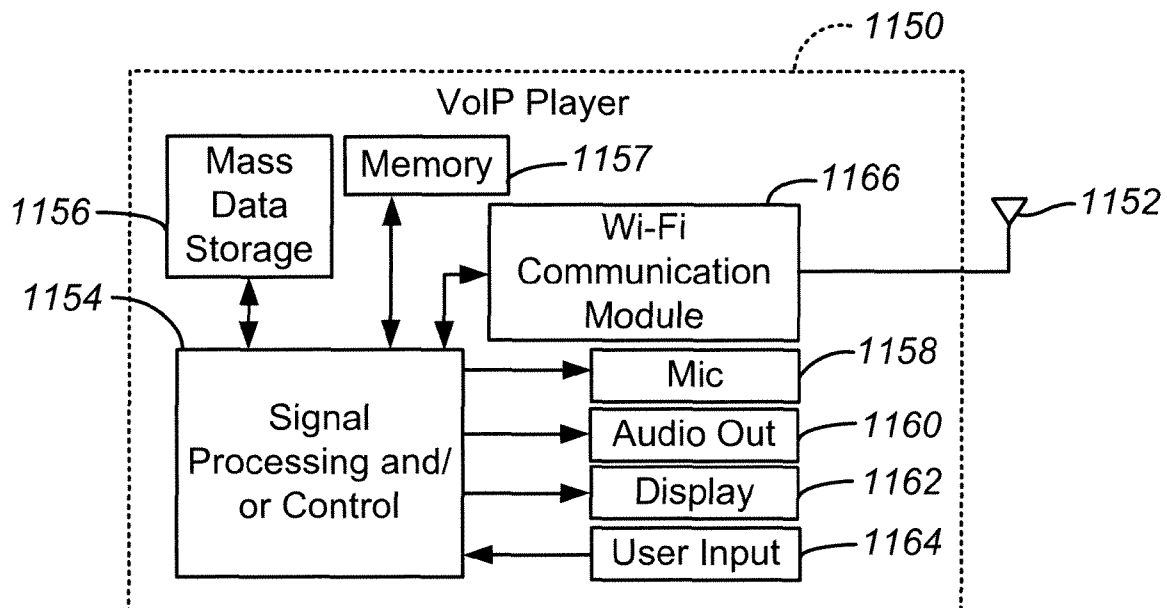 1150
VoIP Player
Mass
Data
Storage
Memory
1157
1166
1156
Wi-Fi
Communication
Module
1152
1154
Signal
Processing and/
or Control
Mic
1158
Audio Out
1160
Display
1162
User Input
1164